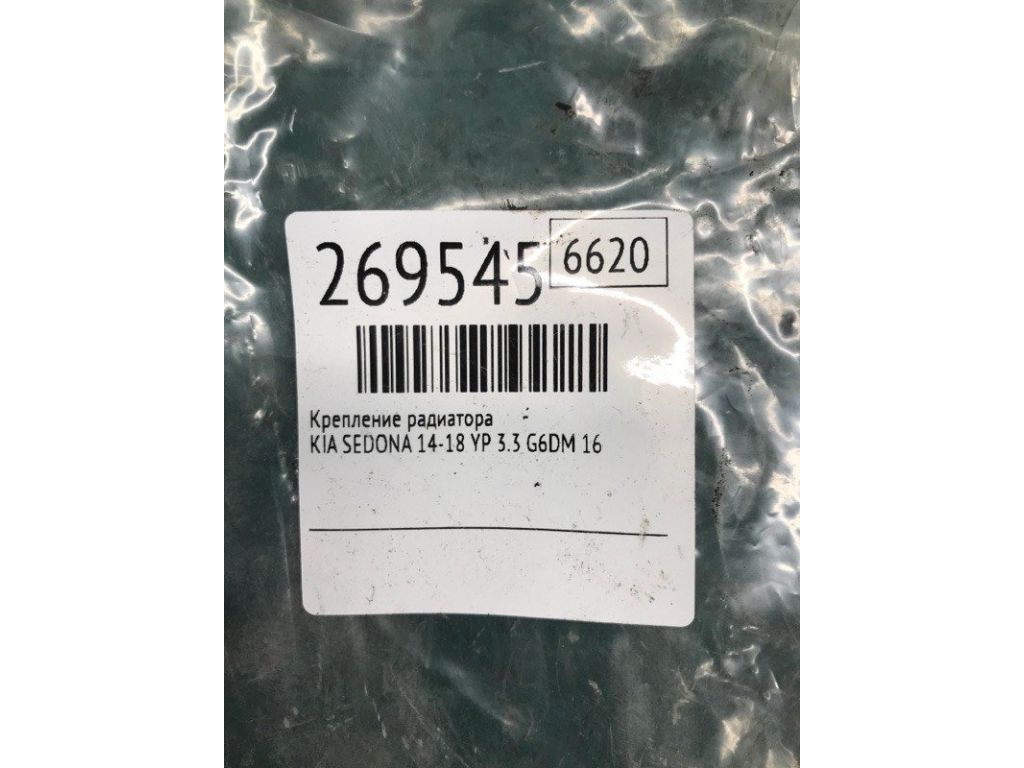 269545
6620
Крепление радиатора
KIA SEDONA 14-18 YP 3.3 G6DM 16